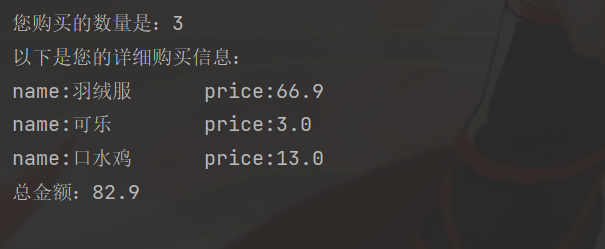 您购买的数量是：3
以下是您的详细购买信息：
name:羽绒服      price:66.9
name:可乐       price:3.0
name:口水鸡      price:13.0
总金额：82.9